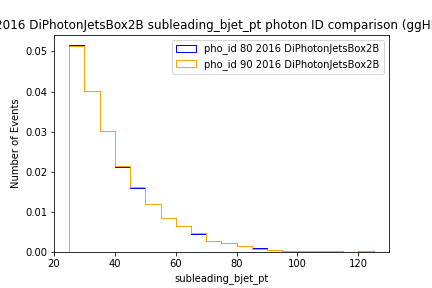 2016 DiPhotonJetsBox2B subleading_bjet_pt photon ID comparison (ggH
pho_id 80 2016 DiPhotonJetsBox2B
pho_id 90 2016 DiPhotonJetsBox2B
Number of Events
0.05
0.04
0.03
0.02
0.01
0.00
20 40 60 80 100 120
subleading_bjet_pt